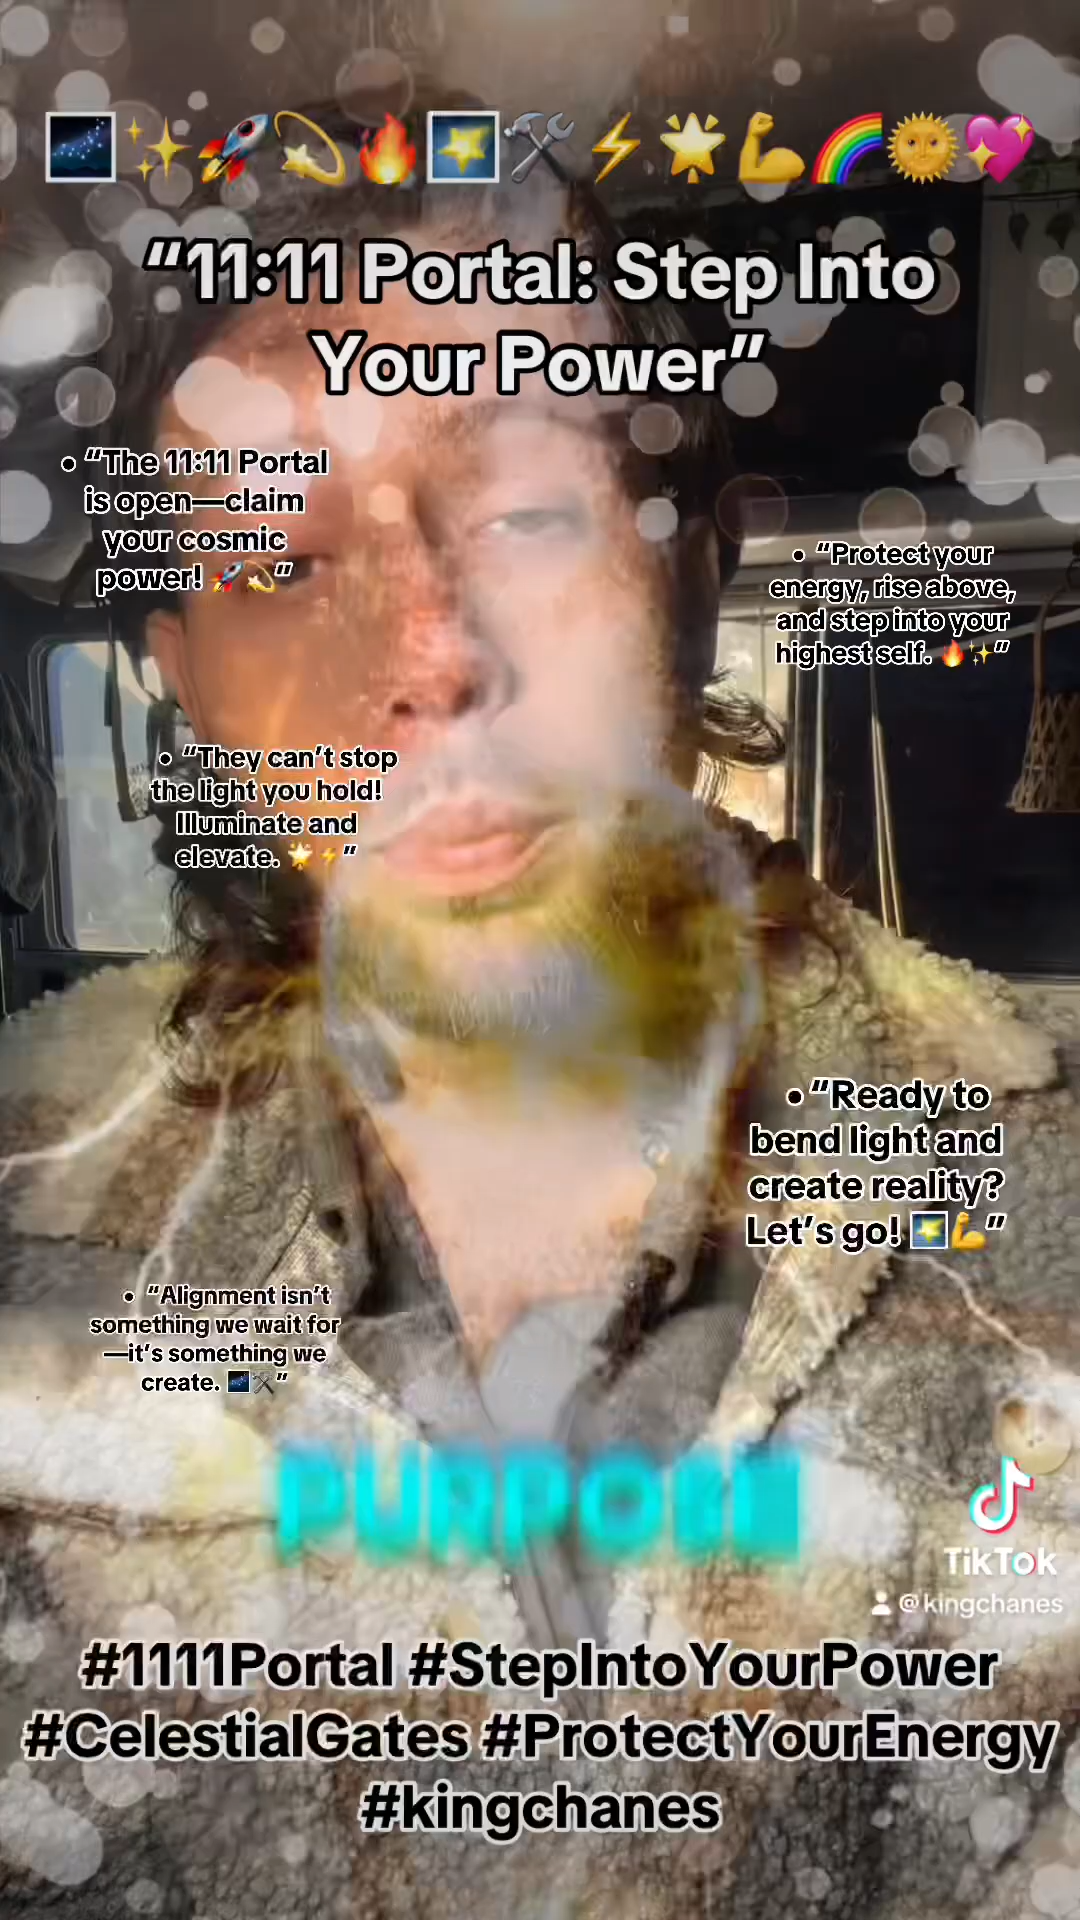 “11:11 Portal: Step Into
Your Power”
• “The 11:11 Portal
is open—claim
your cosmic
power! 🚀💫”
• “Protect your
energy, rise above,
and step into your
highest self. 🔥✨”
• “They can’t stop
the light you hold!
Illuminate and
elevate. 🌟⚡”
• “Ready to
bend light and
create reality?
Let’s go! 🌠💪”
• “Alignment isn’t
something we wait for
—it’s something we
create. 🌌🛠️”
TikTok
@kingchanes
#1111Portal #StepIntoYourPower
#CelestialGates #ProtectYourEnergy
#kingchanes